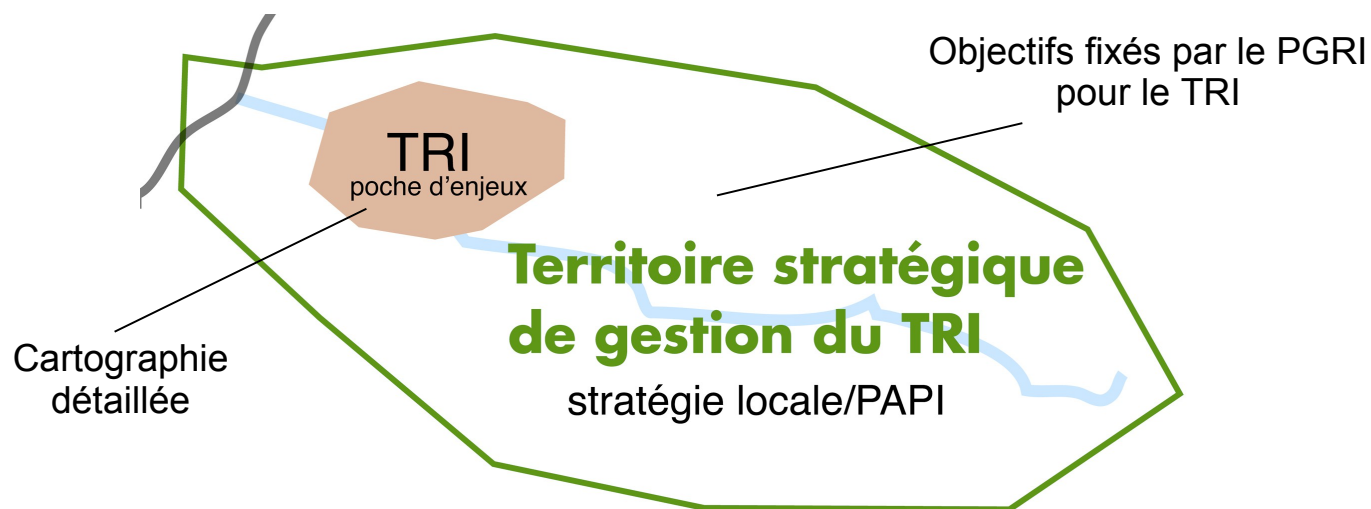 Objectifs fixés par le PGRI
pour le TRI
TRI
poche d'enjeux
Territoire stratégique
de gestion du TRI
stratégie locale/PAPI
Cartographie
détaillée